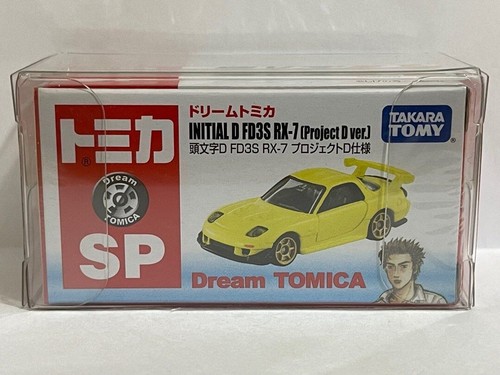 トミカ
®
Dream
TOMICA
SP
ドリームトミカ
INITIAL D FD3S RX-7 (Project D ver.)
頭文字D FD3S RX-7 プロジェクトD仕様
TAKARA
TOMY
Dream TOMICA